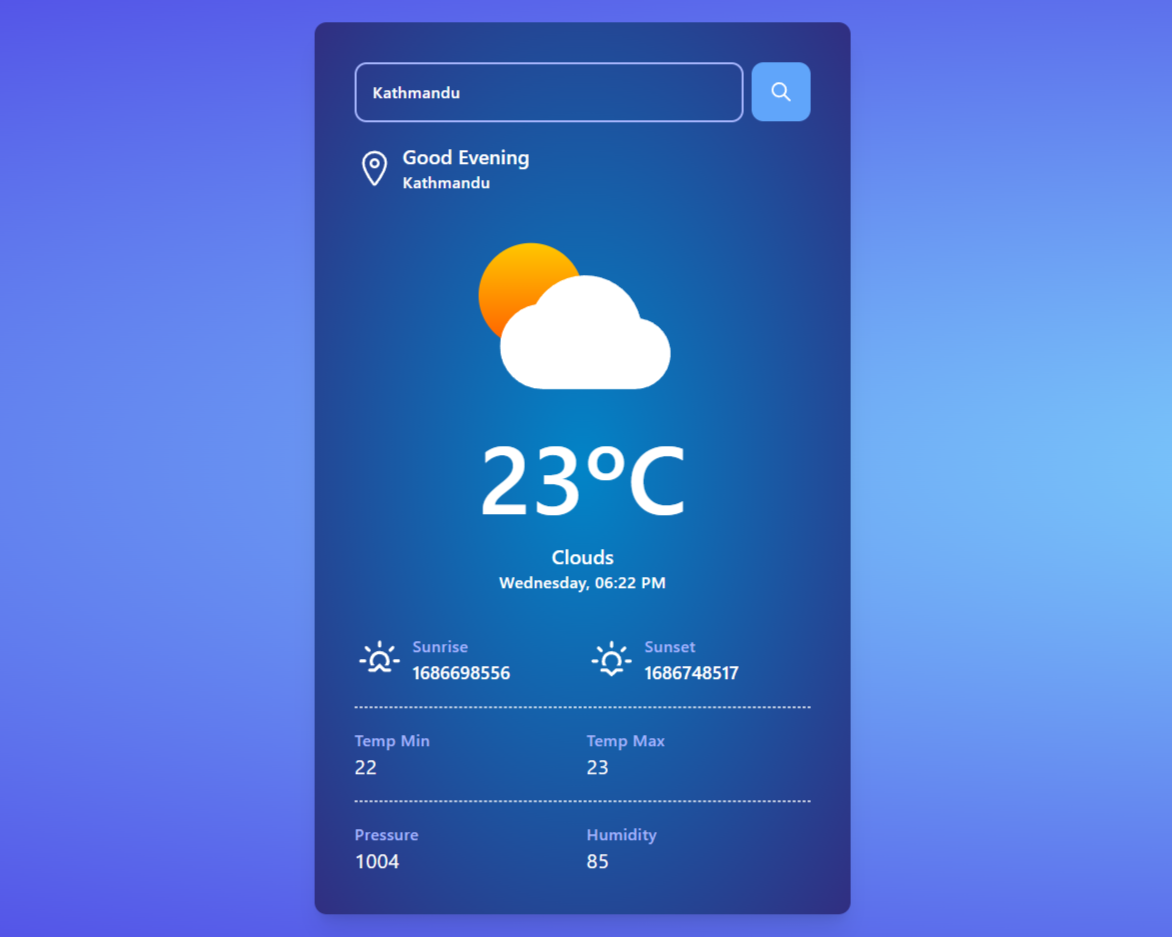 Kathmandu
Good Evening
Kathmandu
23°C
Clouds
Wednesday, 06:22 PM
Sunrise
1686698556
Sunset
1686748517
Temp Min
22
Temp Max
23
Pressure
1004
Humidity
85